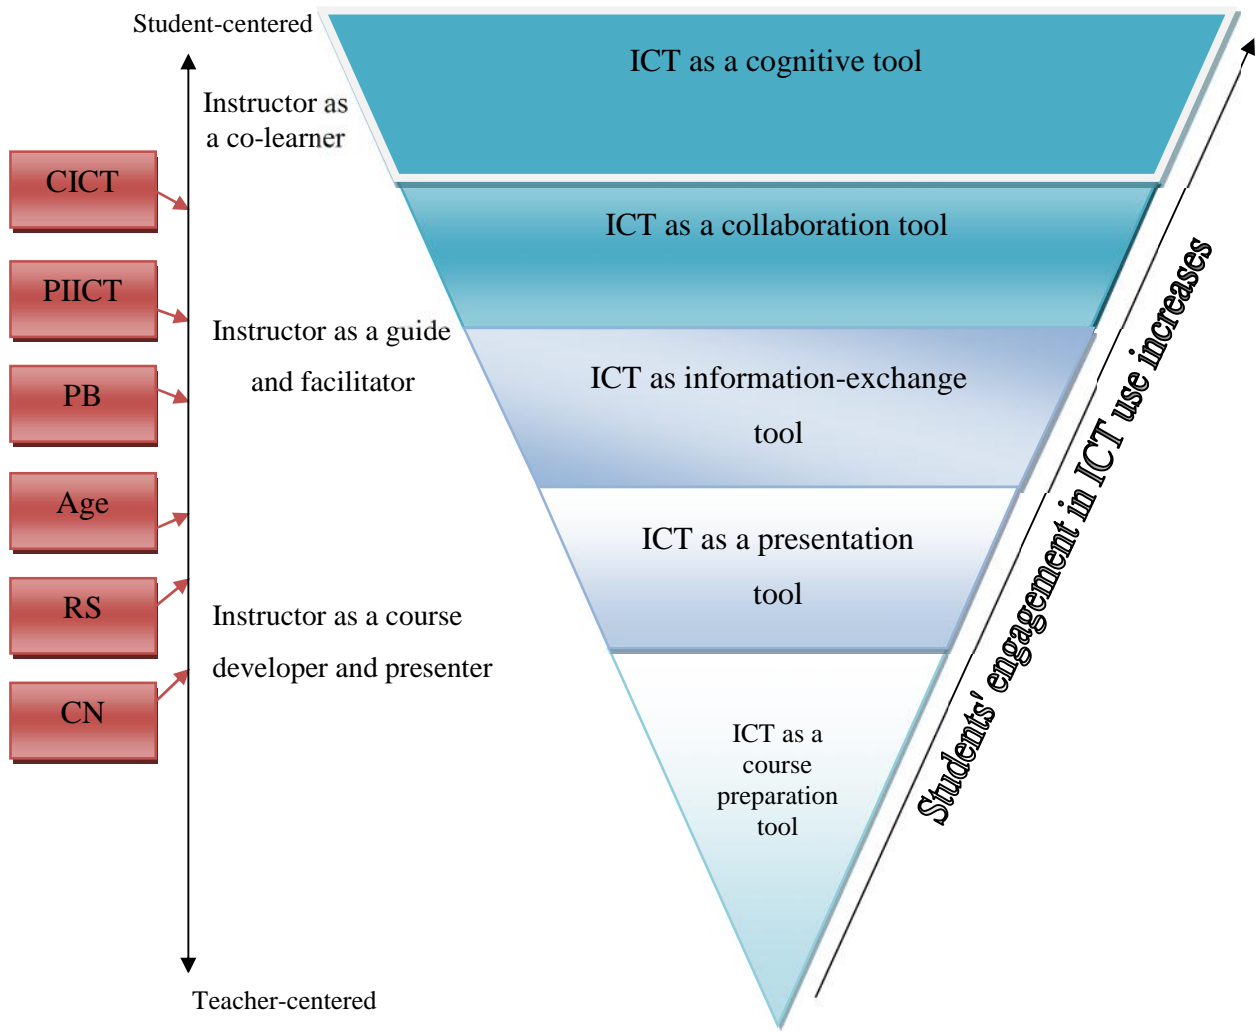 Student-centered
ICT as a cognitive tool
Instructor as
a co-learner
CICT
ICT as a collaboration tool
PIICT
Instructor as a guide
and facilitator
ICT as information-exchange
tool
PB
Age
ICT as a presentation
tool
RS
Instructor as a course
developer and presenter
CN
ICT as a
course
preparation
tool
Students' engagement in ICT use increases
Teacher-centered